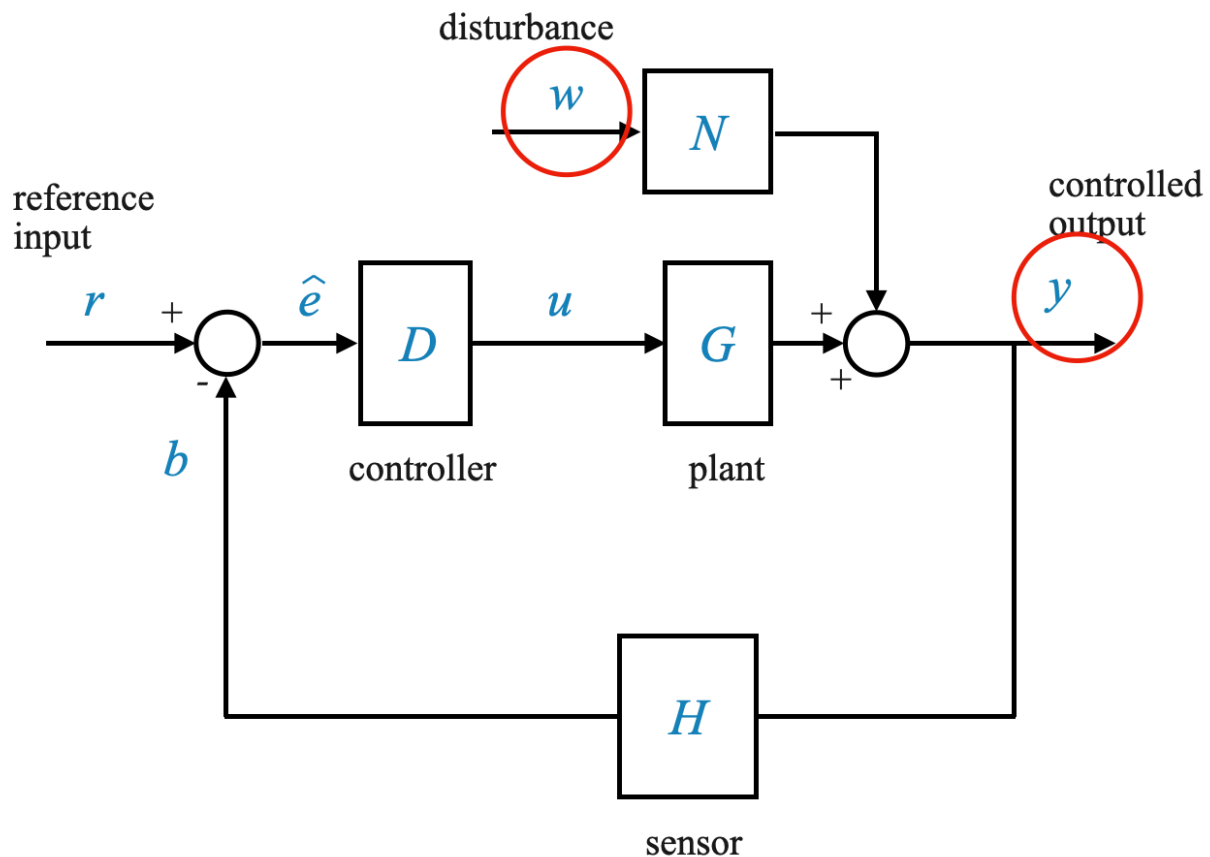 disturbance
w
N
reference
input
controlled
output
r
+
ê
D
u
G
+
y
-
+
b
controller
plant
H
sensor